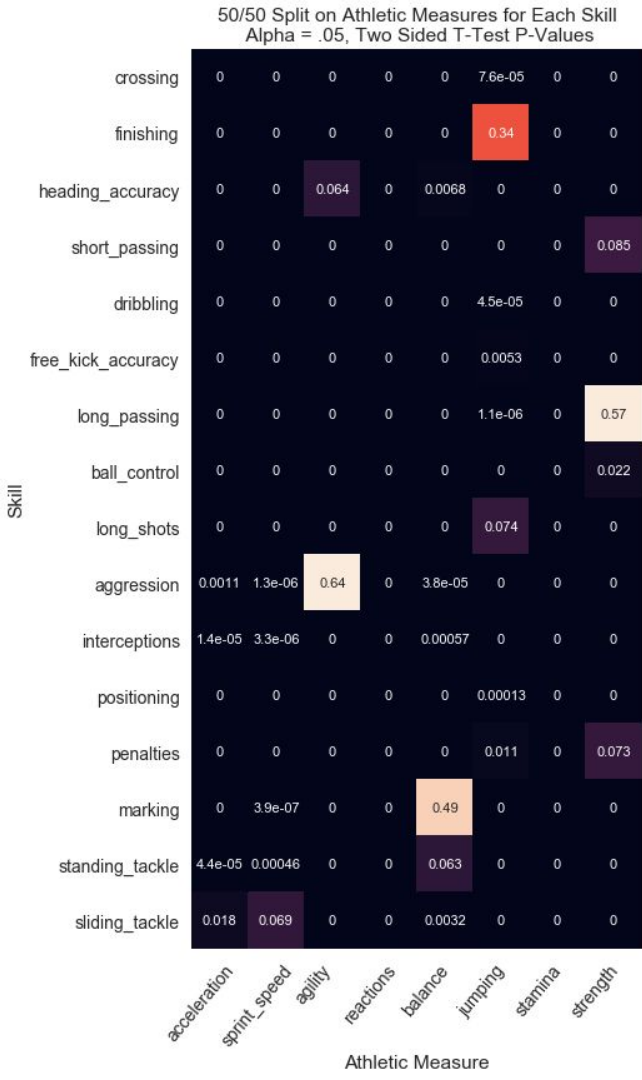 50/50 Split on Athletic Measures for Each Skill
Alpha = .05, Two Sided T-Test P-Values
crossing 0 0 0 0 0 7.6e-05 0 0
finishing 0 0 0 0 0 0.34 0 0
heading_accuracy 0 0 0.064 0 0.0068 0 0 0
short_passing 0 0 0 0 0 0 0 0.085
dribbling 0 0 0 0 0 4.5e-05 0 0
free_kick_accuracy 0 0 0 0 0 0.0053 0 0
long_passing 0 0 0 0 0 1.1e-06 0 0.57
ball_control 0 0 0 0 0 0 0 0.022
Skill
long_shots 0 0 0 0 0 0.074 0 0
aggression 0.0011 1.3e-06 0.64 0 3.8e-05 0 0 0
interceptions 1.4e-05 3.3e-06 0 0 0.00057 0 0 0
positioning 0 0 0 0 0 0.00013 0 0
penalties 0 0 0 0 0 0.011 0 0.073
marking 0 3.9e-07 0 0 0.49 0 0 0
standing_tackle 4.4e-05 0.00046 0 0 0.063 0 0 0
sliding_tackle 0.018 0.069 0 0 0.0032 0 0 0
acceleration sprint_speed agility reactions balance jumping stamina strength
Athletic Measure